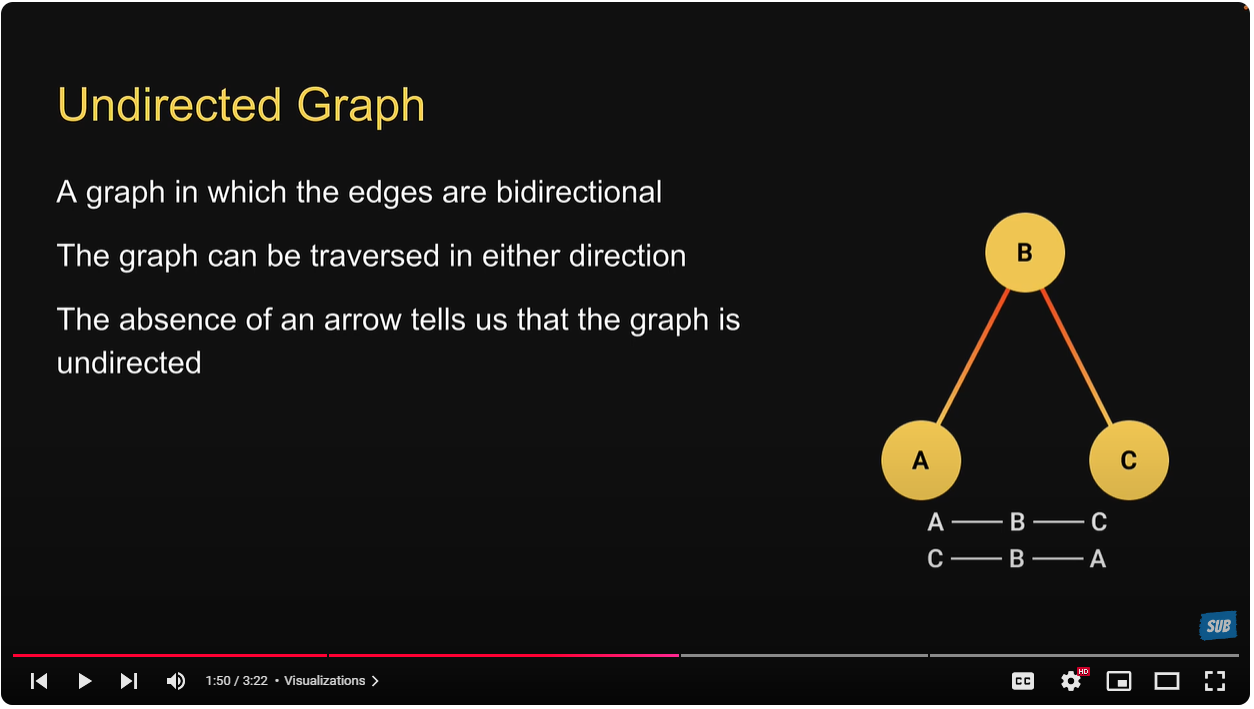 Undirected Graph
A graph in which the edges are bidirectional
The graph can be traversed in either direction
The absence of an arrow tells us that the graph is
undirected
B
A
C
A — B — C
C — B — A
SUB
1:50 / 3:22 • Visualizations
CC
HD